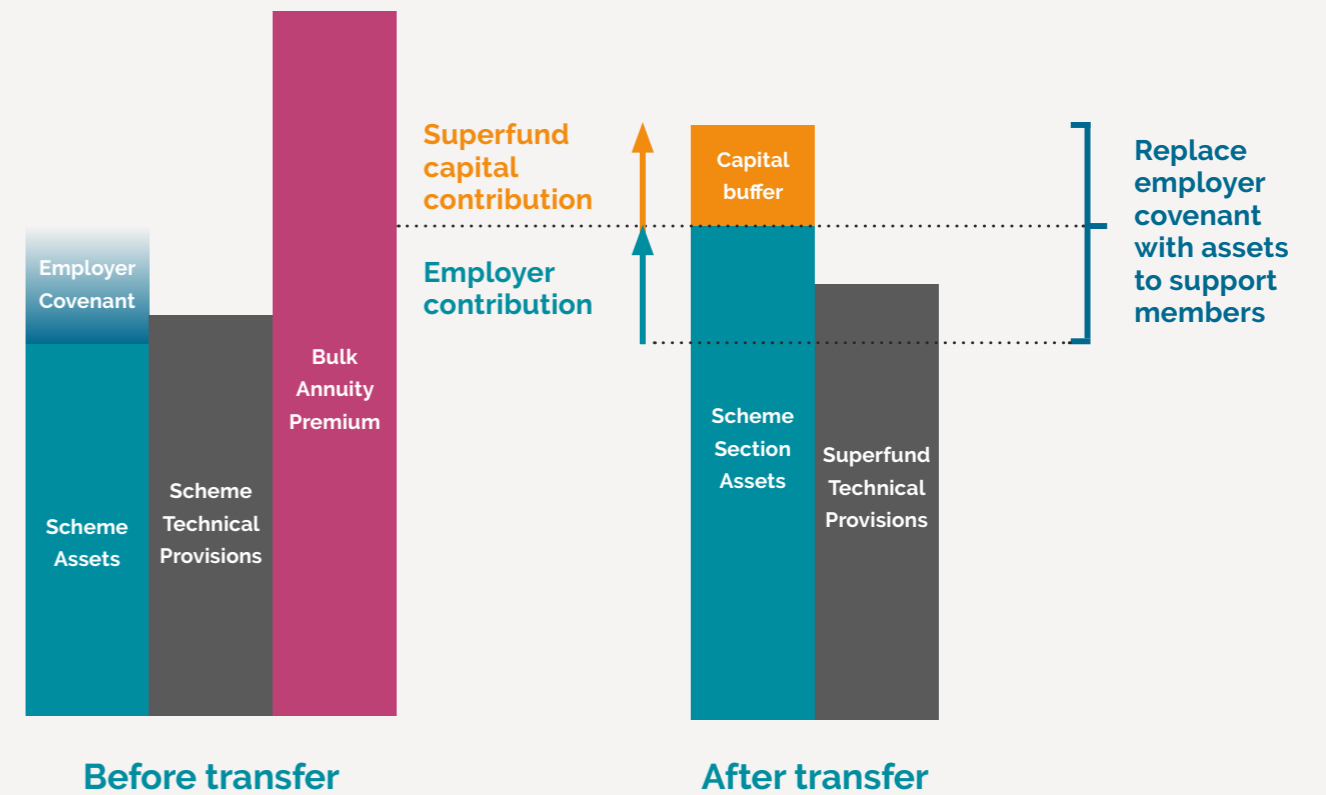 Employer
Covenant
Scheme
Assets
Scheme
Technical
Provisions
Bulk
Annuity
Premium
Superfund
capital
contribution
Employer
contribution
Capital
buffer
Scheme
Section
Assets
Superfund
Technical
Provisions
Replace
employer
covenant
with assets
to support
members
Before transfer
After transfer